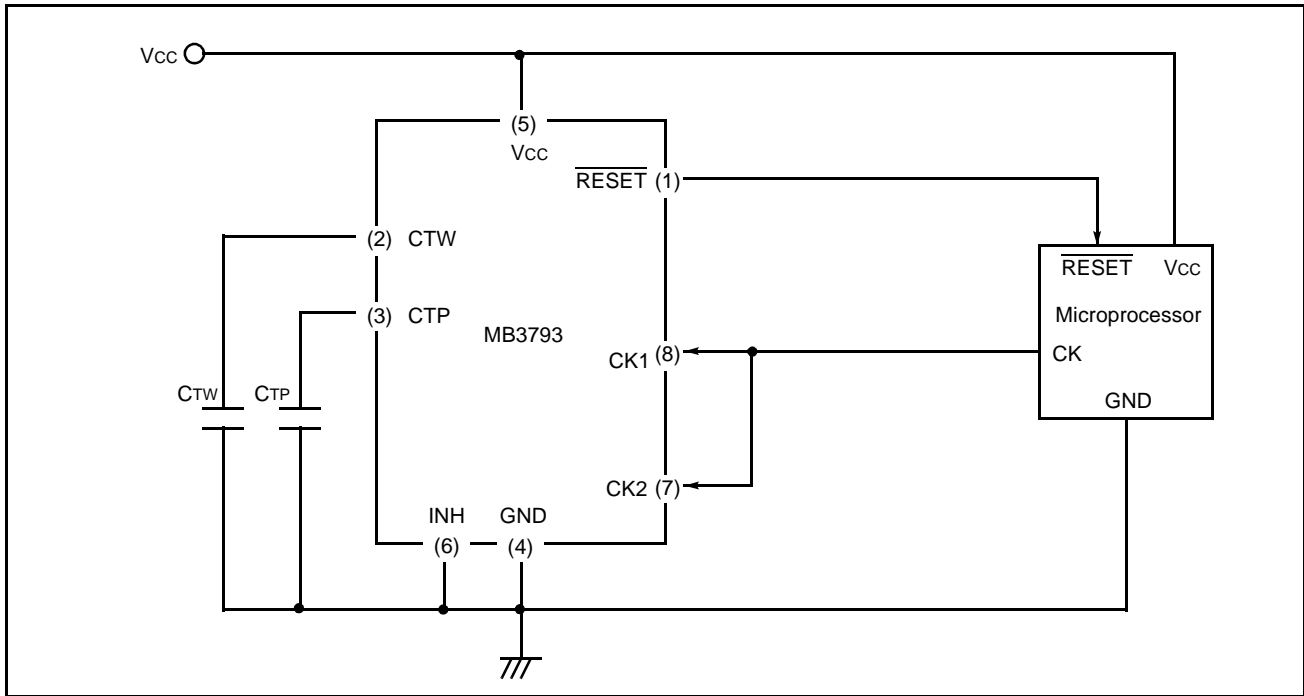 VCC
(5)
VCC
RESET (1)
(2) CTW
RESET VCC
(3) CTP
Microprocessor
MB3793
CK1 (8)
CK
CTW CTP
GND
CK2 (7)
INH GND
(6) (4)